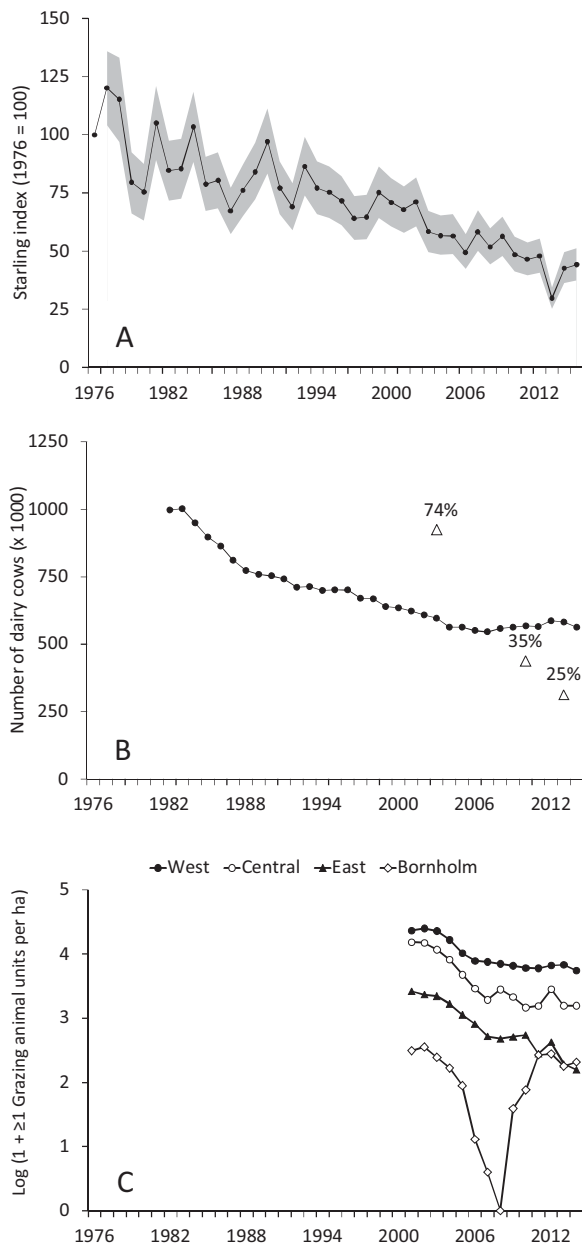 Starling index (1976 = 100)
150
125
100
75
50
25
0
A
1976 1982 1988 1994 2000 2006 2012
Number of dairy cows (x 1000)
1250
1000
750
500
250
0
74%
35%
25%
B
1976 1982 1988 1994 2000 2006 2012
West Central East Bornholm
Log (1 + ≥1 Grazing animal units per ha)
5
4
3
2
1
0
C
1976 1982 1988 1994 2000 2006 2012